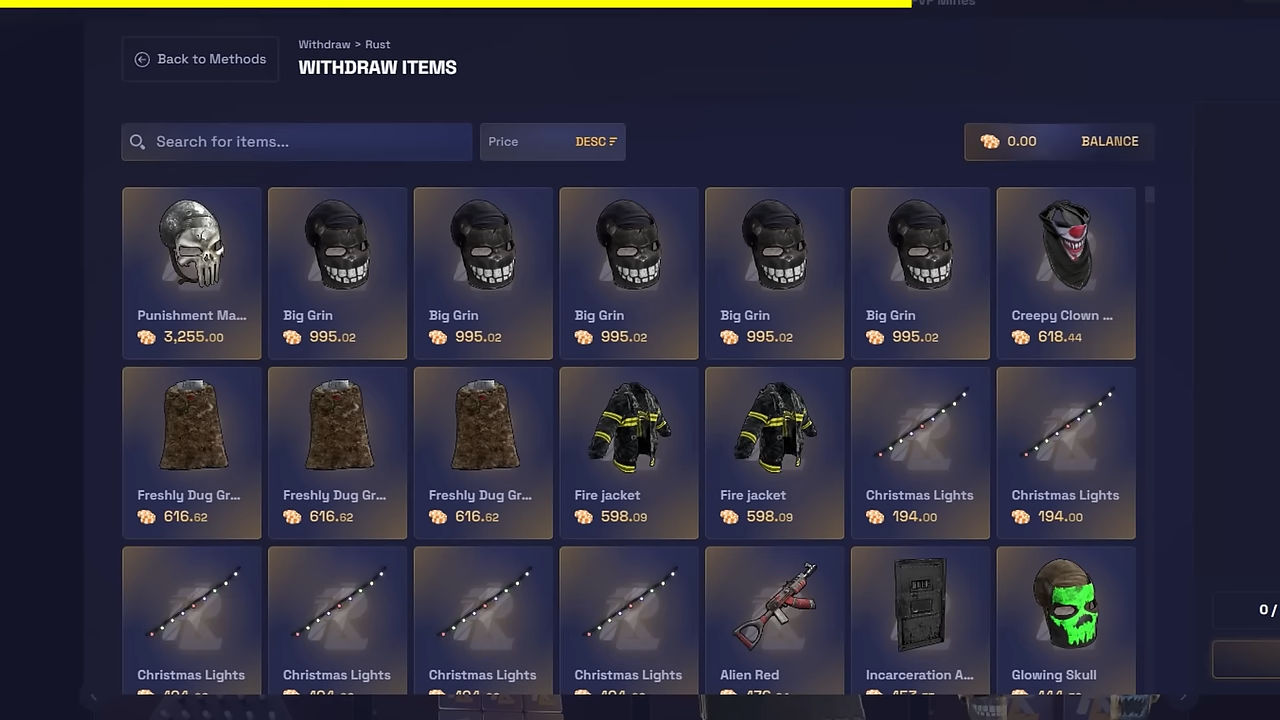 PVP Mines
Back to Methods
Withdraw > Rust
WITHDRAW ITEMS
Search for items...
Price DESC
0.00 BALANCE
Punishment Ma... Big Grin Big Grin Big Grin Big Grin Big Grin Creepy Clown ...
3,255.00 995.02 995.02 995.02 995.02 995.02 618.44
Freshly Dug Gr... Freshly Dug Gr... Freshly Dug Gr... Fire jacket Fire jacket Christmas Lights Christmas Lights
616.62 616.62 616.62 598.09 598.09 194.00 194.00
Christmas Lights Christmas Lights Christmas Lights Christmas Lights Alien Red Incarceration A... Glowing Skull
0/